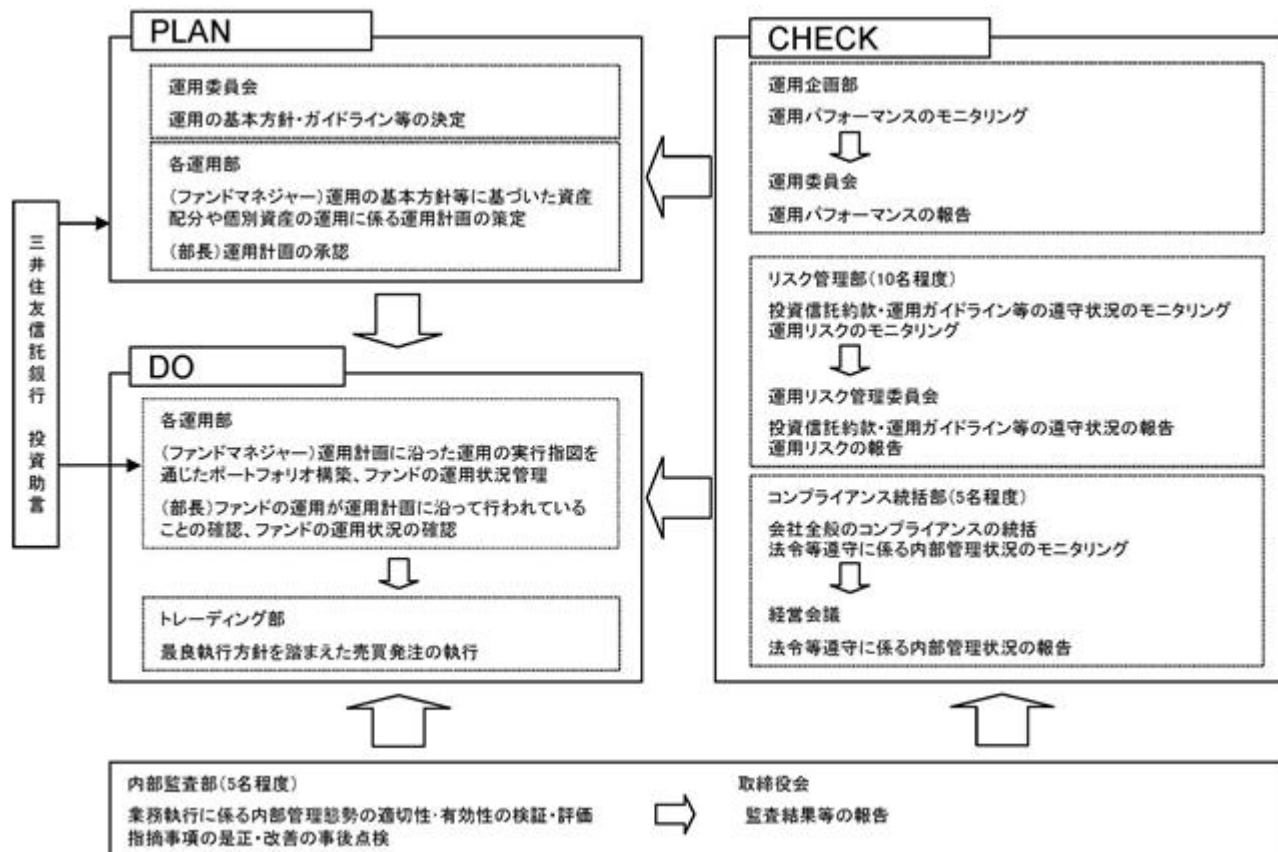 PLAN
運用委員会
運用の基本方針・ガイドライン等の決定
各運用部
(ファンドマネジャー)運用の基本方針等に基づいた資産
配分や個別資産の運用に係る運用計画の策定
(部長)運用計画の承認
三井住友信託銀行 投資助言
DO
各運用部
(ファンドマネジャー)運用計画に沿った運用の実行指図を
通じたポートフォリオ構築、ファンドの運用状況管理
(部長)ファンドの運用が運用計画に沿って行われている
ことの確認、ファンドの運用状況の確認
トレーディング部
最良執行方針を踏まえた売買発注の執行
CHECK
運用企画部
運用パフォーマンスのモニタリング
運用委員会
運用パフォーマンスの報告
リスク管理部(10名程度)
投資信託約款・運用ガイドライン等の遵守状況のモニタリング
運用リスクのモニタリング
運用リスク管理委員会
投資信託約款・運用ガイドライン等の遵守状況の報告
運用リスクの報告
コンプライアンス統括部(5名程度)
会社全般のコンプライアンスの統括
法令等遵守に係る内部管理状況のモニタリング
経営会議
法令等遵守に係る内部管理状況の報告
内部監査部(5名程度)
業務執行に係る内部管理態勢の適切性・有効性の検証・評価
指摘事項の是正・改善の事後点検
取締役会
監査結果等の報告